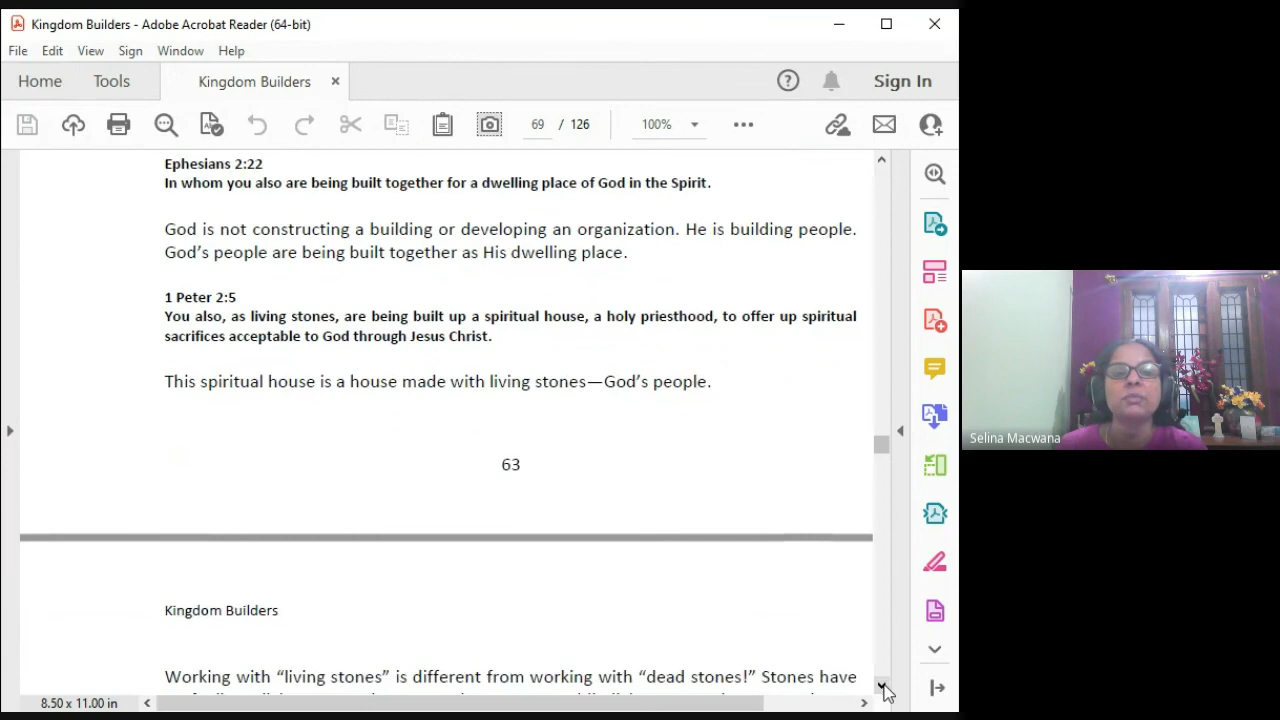 Kingdom Builders - Adobe Acrobat Reader (64-bit)
File Edit View Sign Window Help
Home Tools Kingdom Builders × Sign In
69 / 126 100%
Ephesians 2:22
In whom you also are being built together for a dwelling place of God in the Spirit.
God is not constructing a building or developing an organization. He is building people.
God’s people are being built together as His dwelling place.
1 Peter 2:5
You also, as living stones, are being built up a spiritual house, a holy priesthood, to offer up spiritual
sacrifices acceptable to God through Jesus Christ.
This spiritual house is a house made with living stones—God’s people.
63
Kingdom Builders
Working with “living stones” is different from working with “dead stones!” Stones have
8.50 x 11.00 in
Selina Macwana